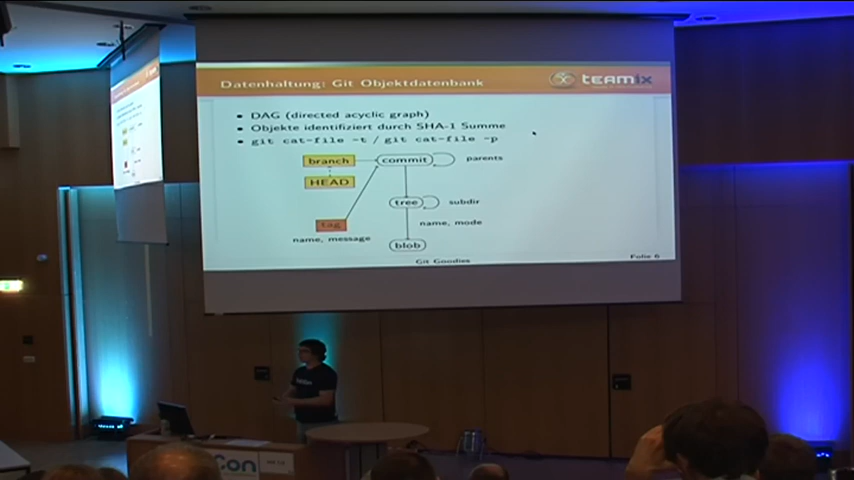 Datenhaltung: Git Objektdatenbank
teamix
DAG (directed acyclic graph)
Objekte identifiziert durch SHA-1 Summe
git cat-file -t / git cat-file -p
branch
commit
parents
HEAD
tree
subdir
tag
name, mode
name, message
blob
Git Goodies
Folie 6
con